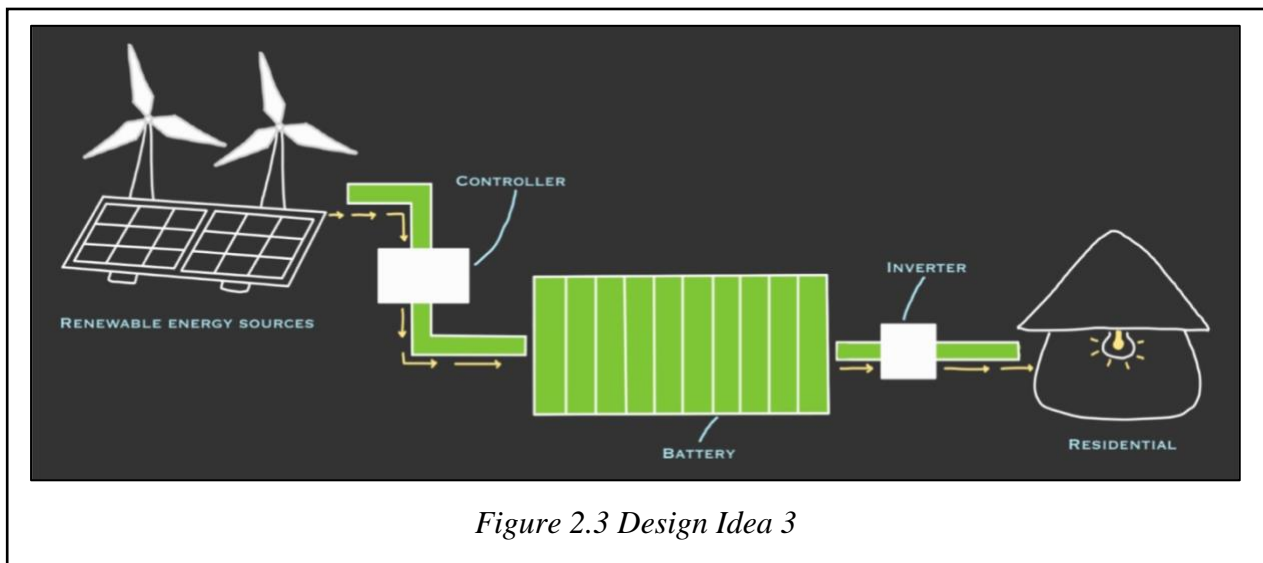 CONTROLLER
INVERTER
RENEWABLE ENERGY SOURCES
BATTERY
RESIDENTIAL
Figure 2.3 Design Idea 3